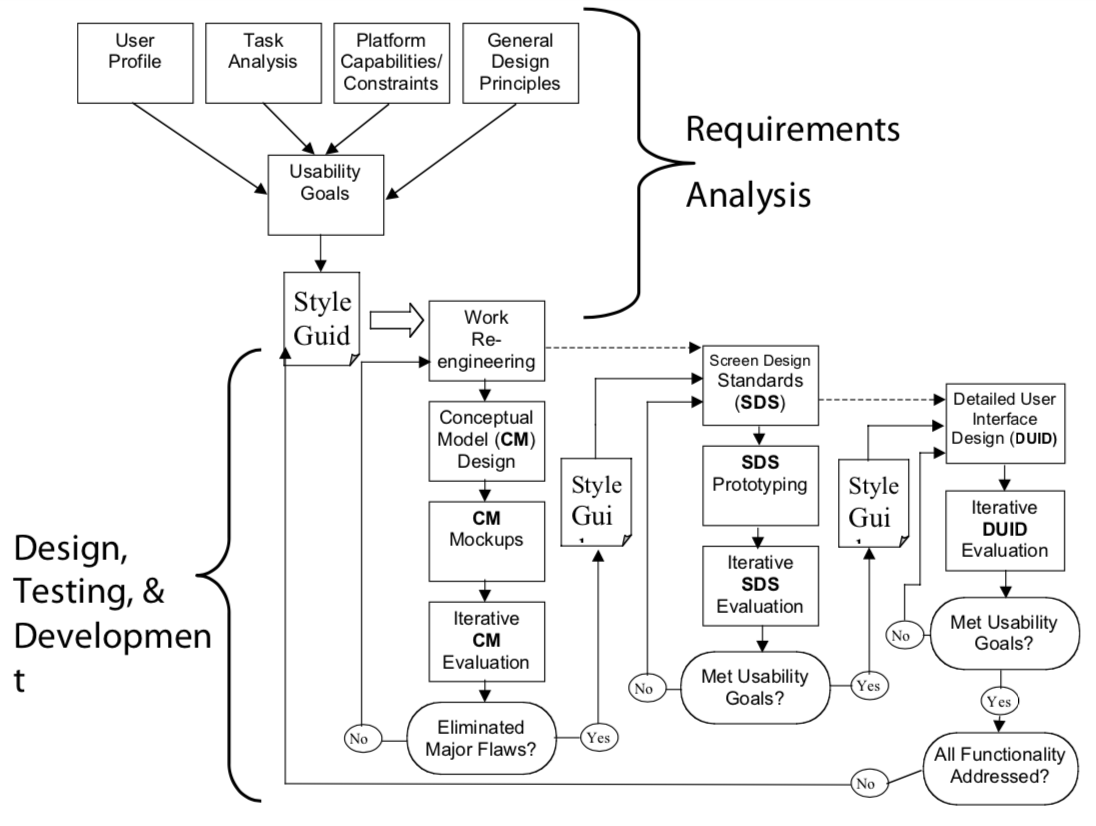 User
Profile
Task
Analysis
Platform
Capabilities/
Constraints
General
Design
Principles
Requirements
Analysis
Usability
Goals
Style
Guid
Work
Re-
engineering
Screen Design
Standards
(SDS)
Detailed User
Interface
Design (DUID)
Conceptual
Model (CM)
Design
SDS
Prototyping
Style
Gui
Style
Gui
Iterative
DUID
Evaluation
CM
Mockups
Design,
Testing, &
Developmen
t
Iterative
SDS
Evaluation
Iterative
CM
Evaluation
Met Usability
Goals?
No
Met Usability
Goals?
No
Yes
Yes
Eliminated
Major Flaws?
No
Yes
All Functionality
Addressed?
No